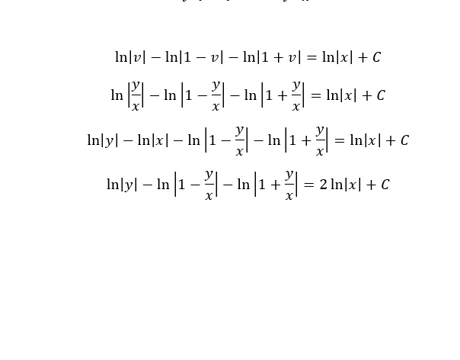 ln|v| − ln|1 − v| − ln|1 + v| = ln|x| + C
ln|y/x| − ln|1 − y/x| − ln|1 + y/x| = ln|x| + C
ln|y| − ln|x| − ln|1 − y/x| − ln|1 + y/x| = ln|x| + C
ln|y| − ln|1 − y/x| − ln|1 + y/x| = 2 ln|x| + C